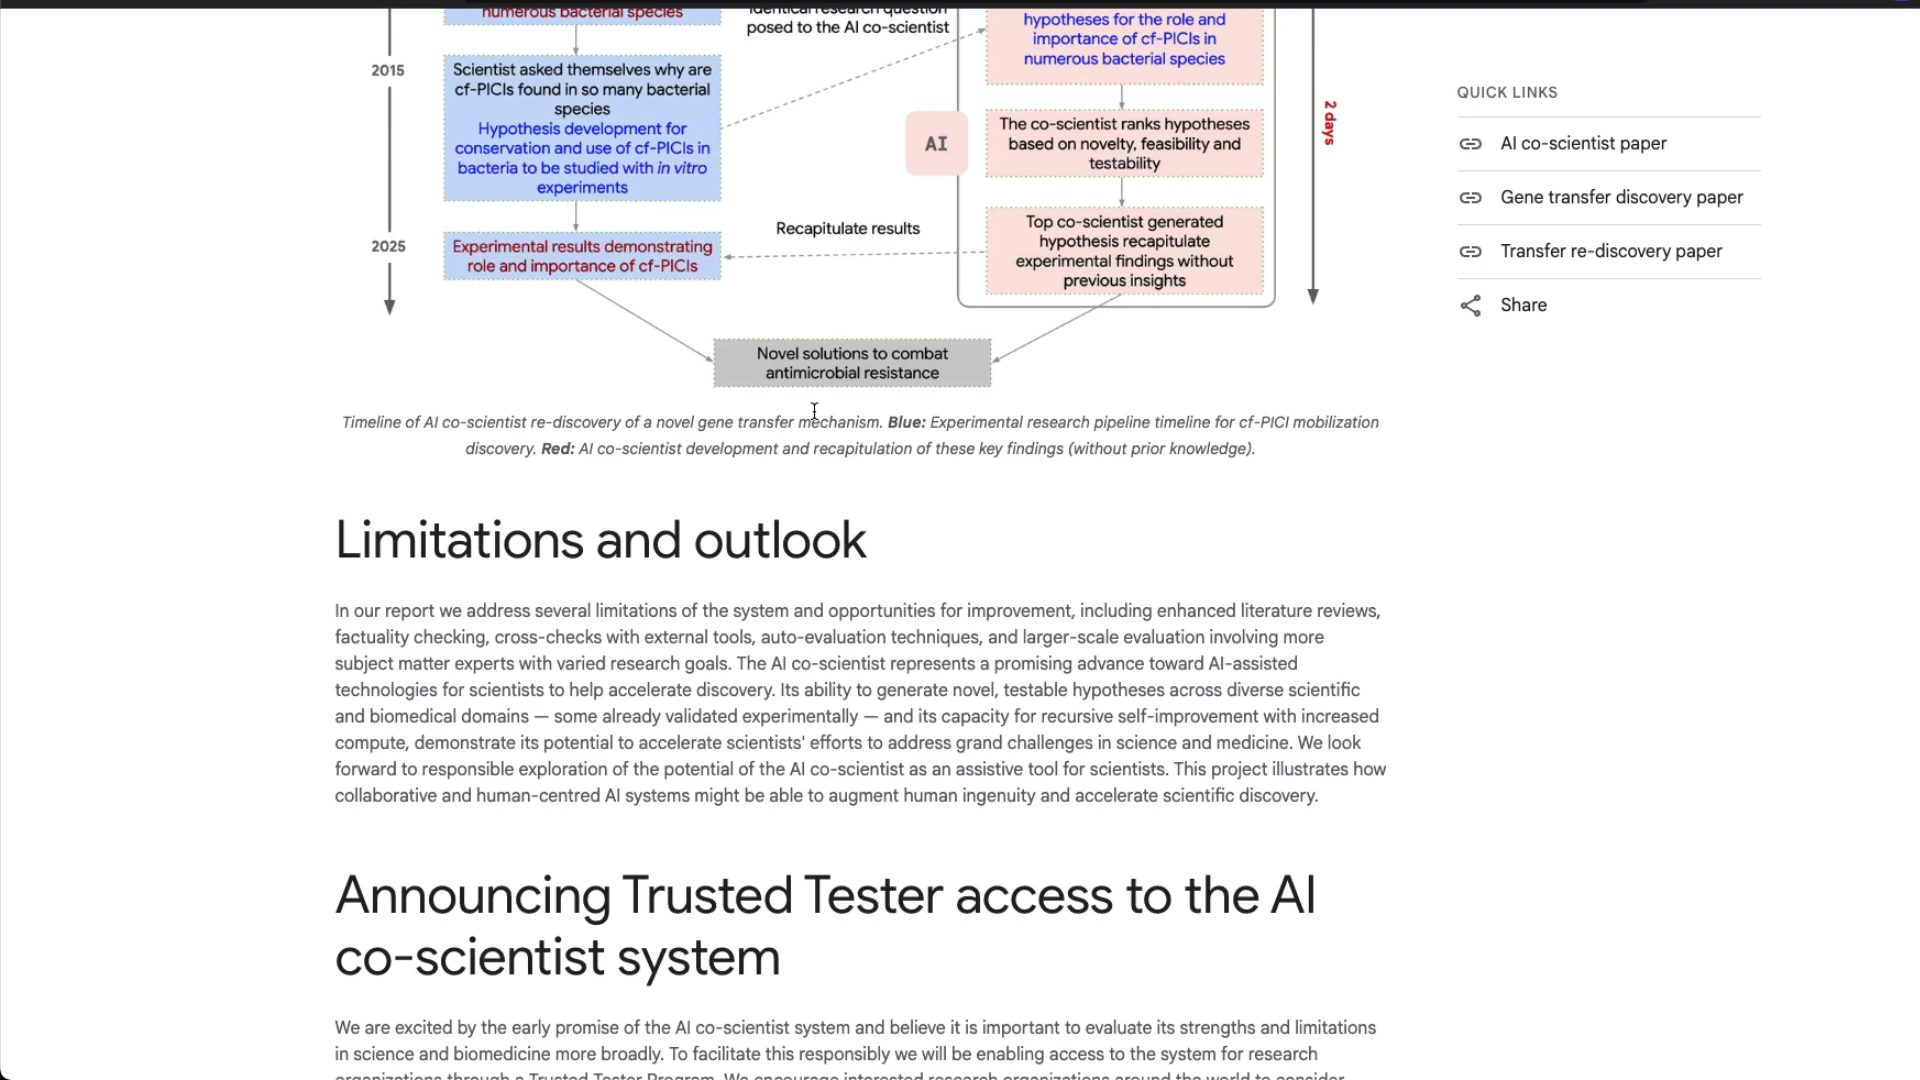 numerous bacterial species
Identical research question
posed to the AI co-scientist
hypotheses for the role and
importance of cf-PICIs in
numerous bacterial species
2015
Scientist asked themselves why are
cf-PICIs found in so many bacterial
species
Hypothesis development for
conservation and use of cf-PICIs in
bacteria to be studied with in vitro
experiments
AI
The co-scientist ranks hypotheses
based on novelty, feasibility and
testability
2 days
2025
Experimental results demonstrating
role and importance of cf-PICIs
Recapitulate results
Top co-scientist generated
hypothesis recapitulate
experimental findings without
previous insights
Novel solutions to combat
antimicrobial resistance
Timeline of AI co-scientist re-discovery of a novel gene transfer mechanism. Blue: Experimental research pipeline timeline for cf-PICI mobilization
discovery. Red: AI co-scientist development and recapitulation of these key findings (without prior knowledge).
QUICK LINKS
AI co-scientist paper
Gene transfer discovery paper
Transfer re-discovery paper
Share
Limitations and outlook
In our report we address several limitations of the system and opportunities for improvement, including enhanced literature reviews,
factuality checking, cross-checks with external tools, auto-evaluation techniques, and larger-scale evaluation involving more
subject matter experts with varied research goals. The AI co-scientist represents a promising advance toward AI-assisted
technologies for scientists to help accelerate discovery. Its ability to generate novel, testable hypotheses across diverse scientific
and biomedical domains — some already validated experimentally — and its capacity for recursive self-improvement with increased
compute, demonstrate its potential to accelerate scientists' efforts to address grand challenges in science and medicine. We look
forward to responsible exploration of the potential of the AI co-scientist as an assistive tool for scientists. This project illustrates how
collaborative and human-centred AI systems might be able to augment human ingenuity and accelerate scientific discovery.
Announcing Trusted Tester access to the AI
co-scientist system
We are excited by the early promise of the AI co-scientist system and believe it is important to evaluate its strengths and limitations
in science and biomedicine more broadly. To facilitate this responsibly we will be enabling access to the system for research
organizations through a Trusted Tester Program. We encourage interested research organizations around the world to consider